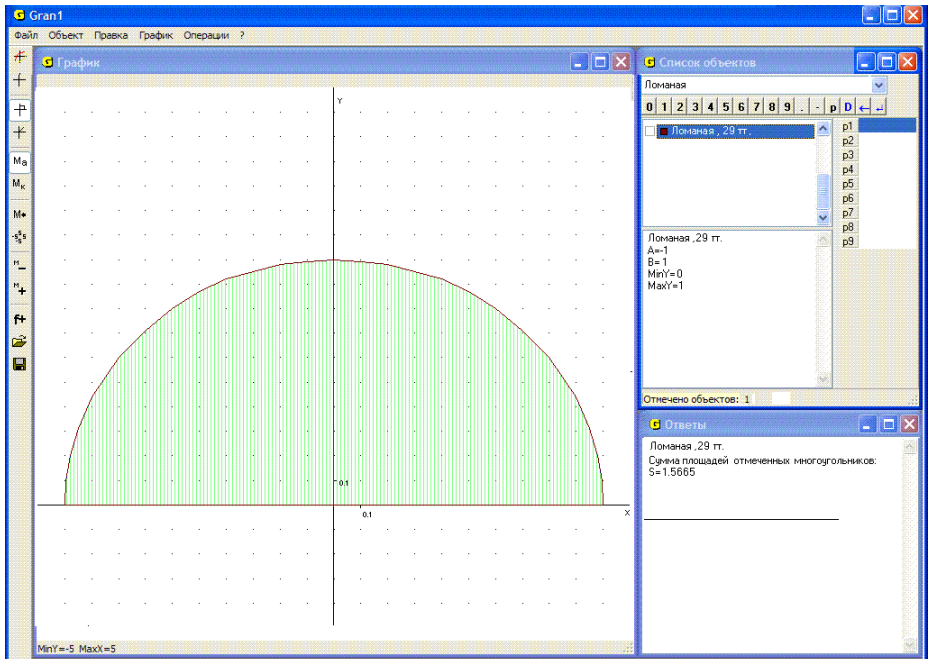 Gran1
Файл Объект Правка График Операции ?
График
Y
0.1
0.1
X
MinY=-5 MaxX=5
Ма
Мк
М
М
М
f+
Список объектов
Ломаная
0 1 2 3 4 5 6 7 8 9 . - p D
Ломаная , 29 тт.
p1
p2
p3
p4
p5
p6
p7
p8
p9
Ломаная ,29 тт.
A=-1
B= 1
MinY=0
MaxY=1
Отмечено объектов: 1
Ответы
Ломаная ,29 тт.
Сумма площадей отмеченных многоугольников:
S=1.5665